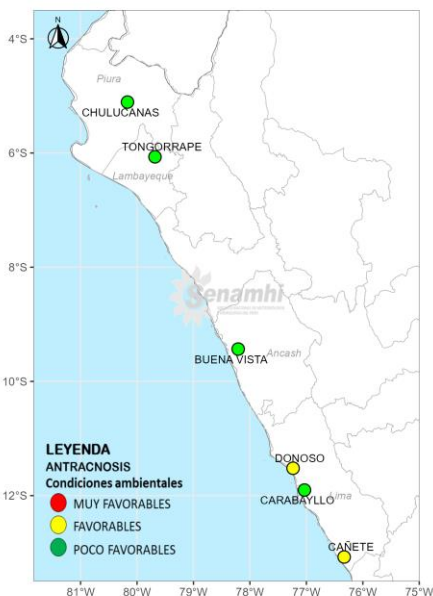 4°S
N
Piura
CHULUCANAS
6°S
TONGORRAPE
Lambayeque
8°S
Senamhi
Ancash
BUENA VISTA
10°S
LEYENDA
ANTRACNOSIS
Condiciones ambientales
MUY FAVORABLES
FAVORABLES
POCO FAVORABLES
DONOSO
12°S
CARABAYLLO
Lima
CAÑETE
81°W
79°W
78°W
77°W
76°W
75°W